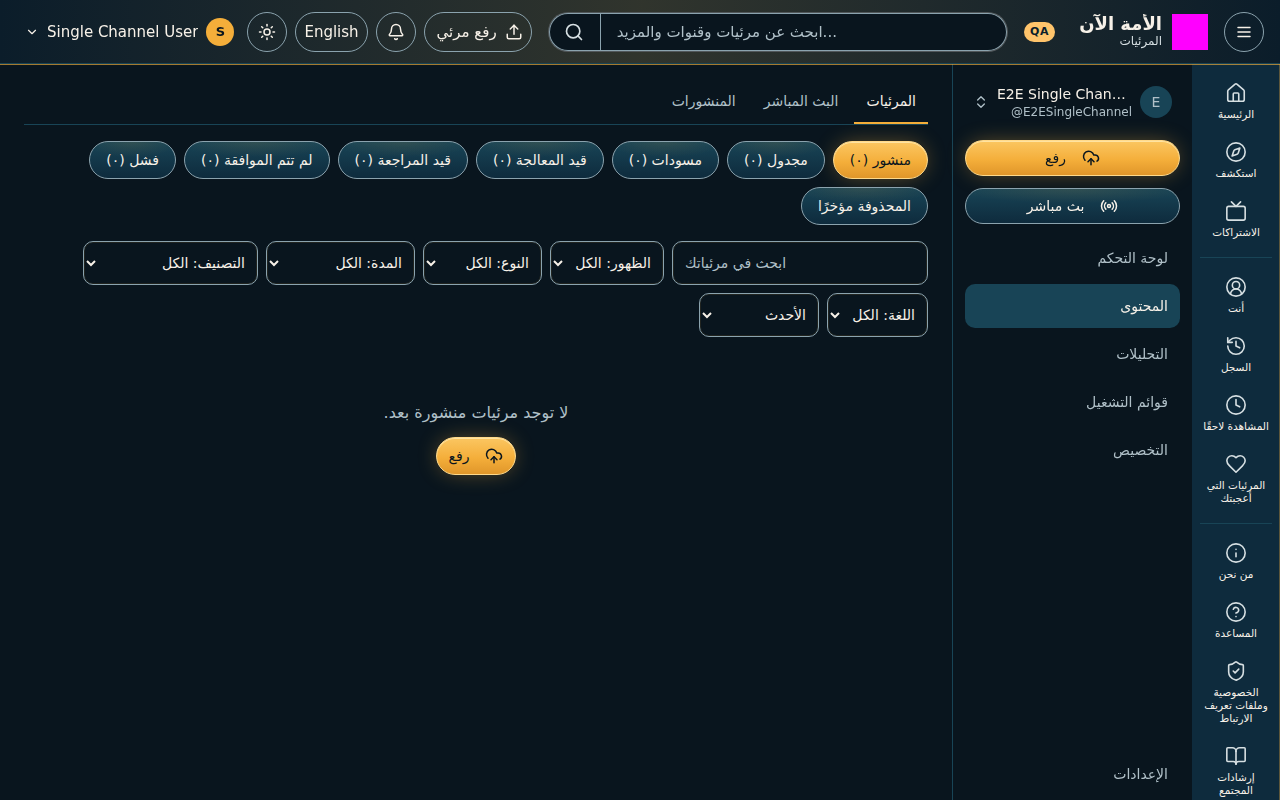 الأمة الآن
المرئيات
QA
ابحث عن مرئيات وقنوات والمزيد...
رفع مرئي
English
S
Single Channel User
الرئيسية
استكشف
الاشتراكات
أنت
السجل
المشاهدة لاحقًا
المرئيات التي
أعجبتك
من نحن
المساعدة
الخصوصية
وملفات تعريف
الارتباط
إرشادات
المجتمع
E
E2E Single Chan...
@E2ESingleChannel
رفع
بث مباشر
لوحة التحكم
المحتوى
التحليلات
قوائم التشغيل
التخصيص
الإعدادات
المرئيات
البث المباشر
المنشورات
منشور (٠)
مجدول (٠)
مسودات (٠)
قيد المعالجة (٠)
قيد المراجعة (٠)
لم تتم الموافقة (٠)
فشل (٠)
المحذوفة مؤخرًا
ابحث في مرئياتك
الظهور: الكل
النوع: الكل
المدة: الكل
التصنيف: الكل
اللغة: الكل
الأحدث
لا توجد مرئيات منشورة بعد.
رفع